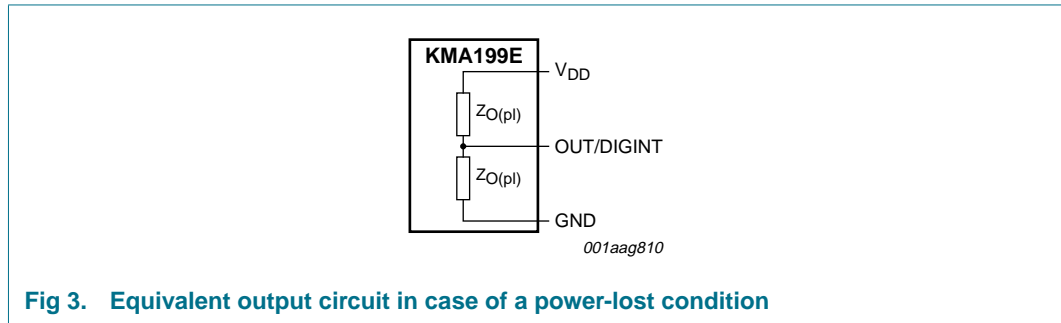 KMA199E
VDD
ZO(pl)
OUT/DIGINT
ZO(pl)
GND
001aag810
Fig 3. Equivalent output circuit in case of a power-lost condition